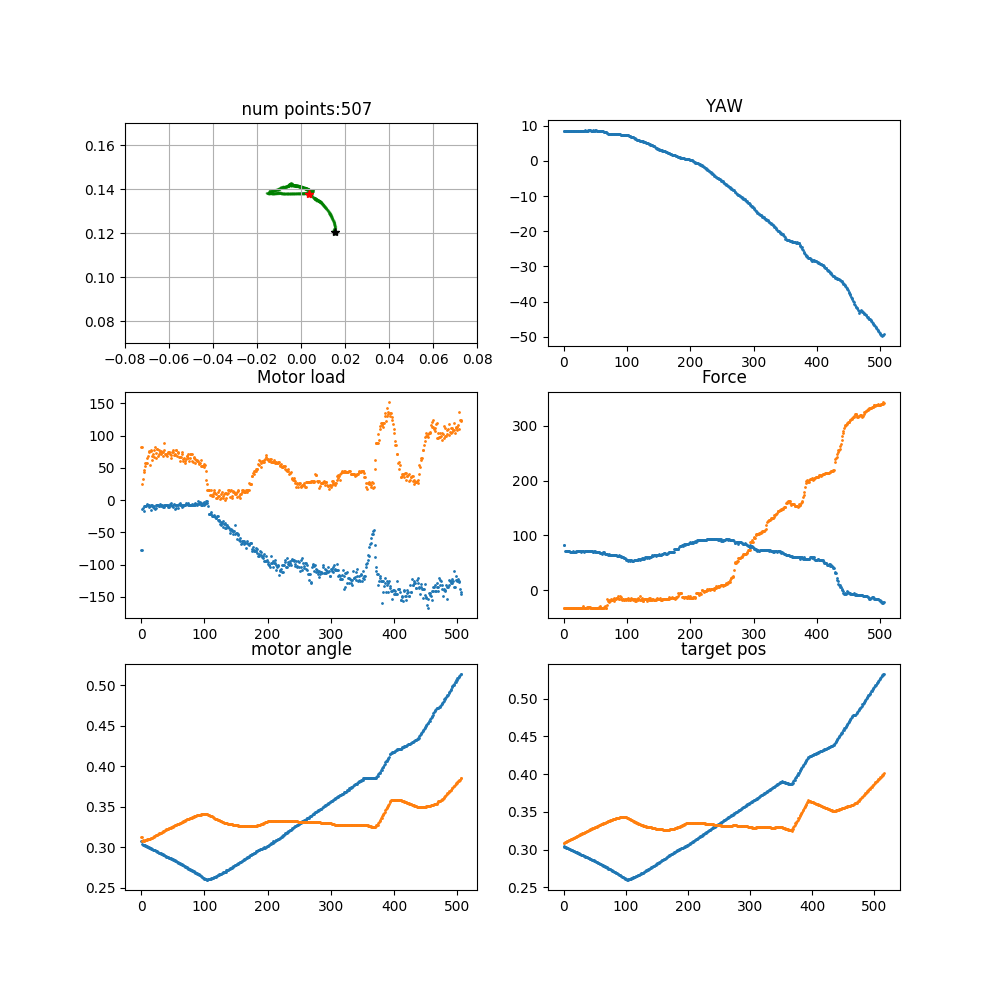 num points:507
0.16
0.14
0.12
0.10
0.08
−0.08 −0.06 −0.04 −0.02 0.00 0.02 0.04 0.06 0.08
YAW
10
0
−10
−20
−30
−40
−50
0 100 200 300 400 500
Motor load
150
100
50
0
−50
−100
−150
0 100 200 300 400 500
Force
300
200
100
0
0 100 200 300 400 500
motor angle
0.50
0.45
0.40
0.35
0.30
0.25
0 100 200 300 400 500
target pos
0.50
0.45
0.40
0.35
0.30
0.25
0 100 200 300 400 500